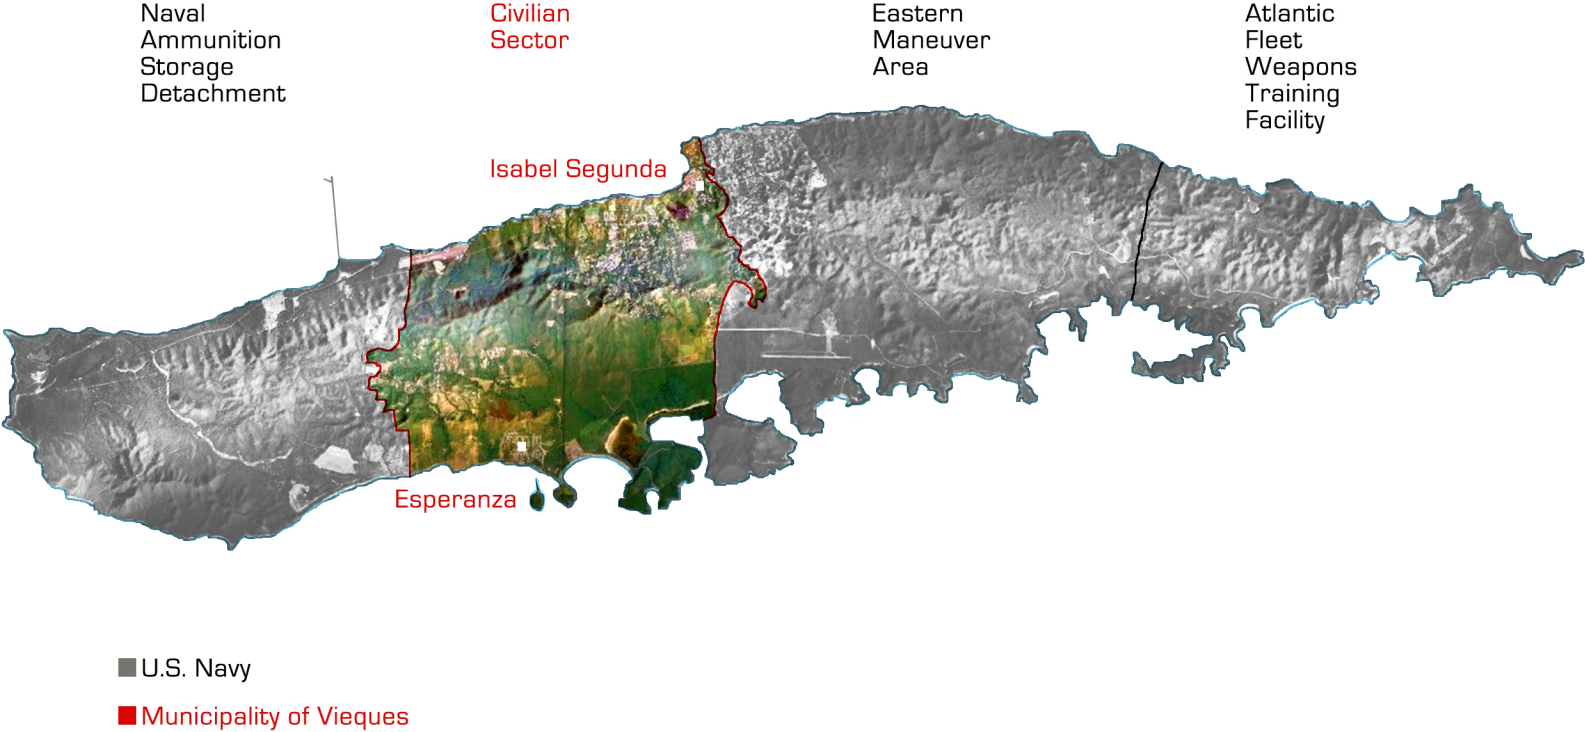 Naval
Ammunition
Storage
Detachment
Civilian
Sector
Eastern
Maneuver
Area
Atlantic
Fleet
Weapons
Training
Facility
Isabel Segunda
Esperanza
U.S. Navy
Municipality of Vieques